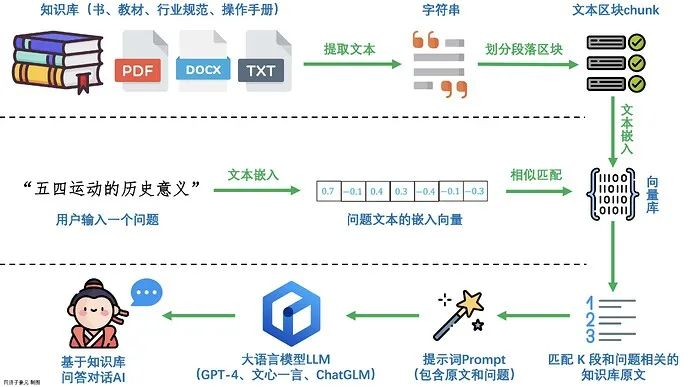 知识库（书、教材、行业规范、操作手册）
字符串
文本区块chunk
PDF
DOCX
TXT
提取文本
划分段落区块
文本嵌入
“五四运动的历史意义”
文本嵌入
0.7 -0.1 0.4 0.3 -0.4 -0.1 -0.3
相似匹配
11100
110111
101011
01011
向量库
用户输入一个问题
问题文本的嵌入向量
1
2
3
基于知识库
问答对话AI
大语言模型LLM
(GPT-4、文心一言、ChatGLM)
提示词Prompt
(包含原文和问题)
匹配 K 段和问题相关的
知识库原文
同济子豪兄 制图